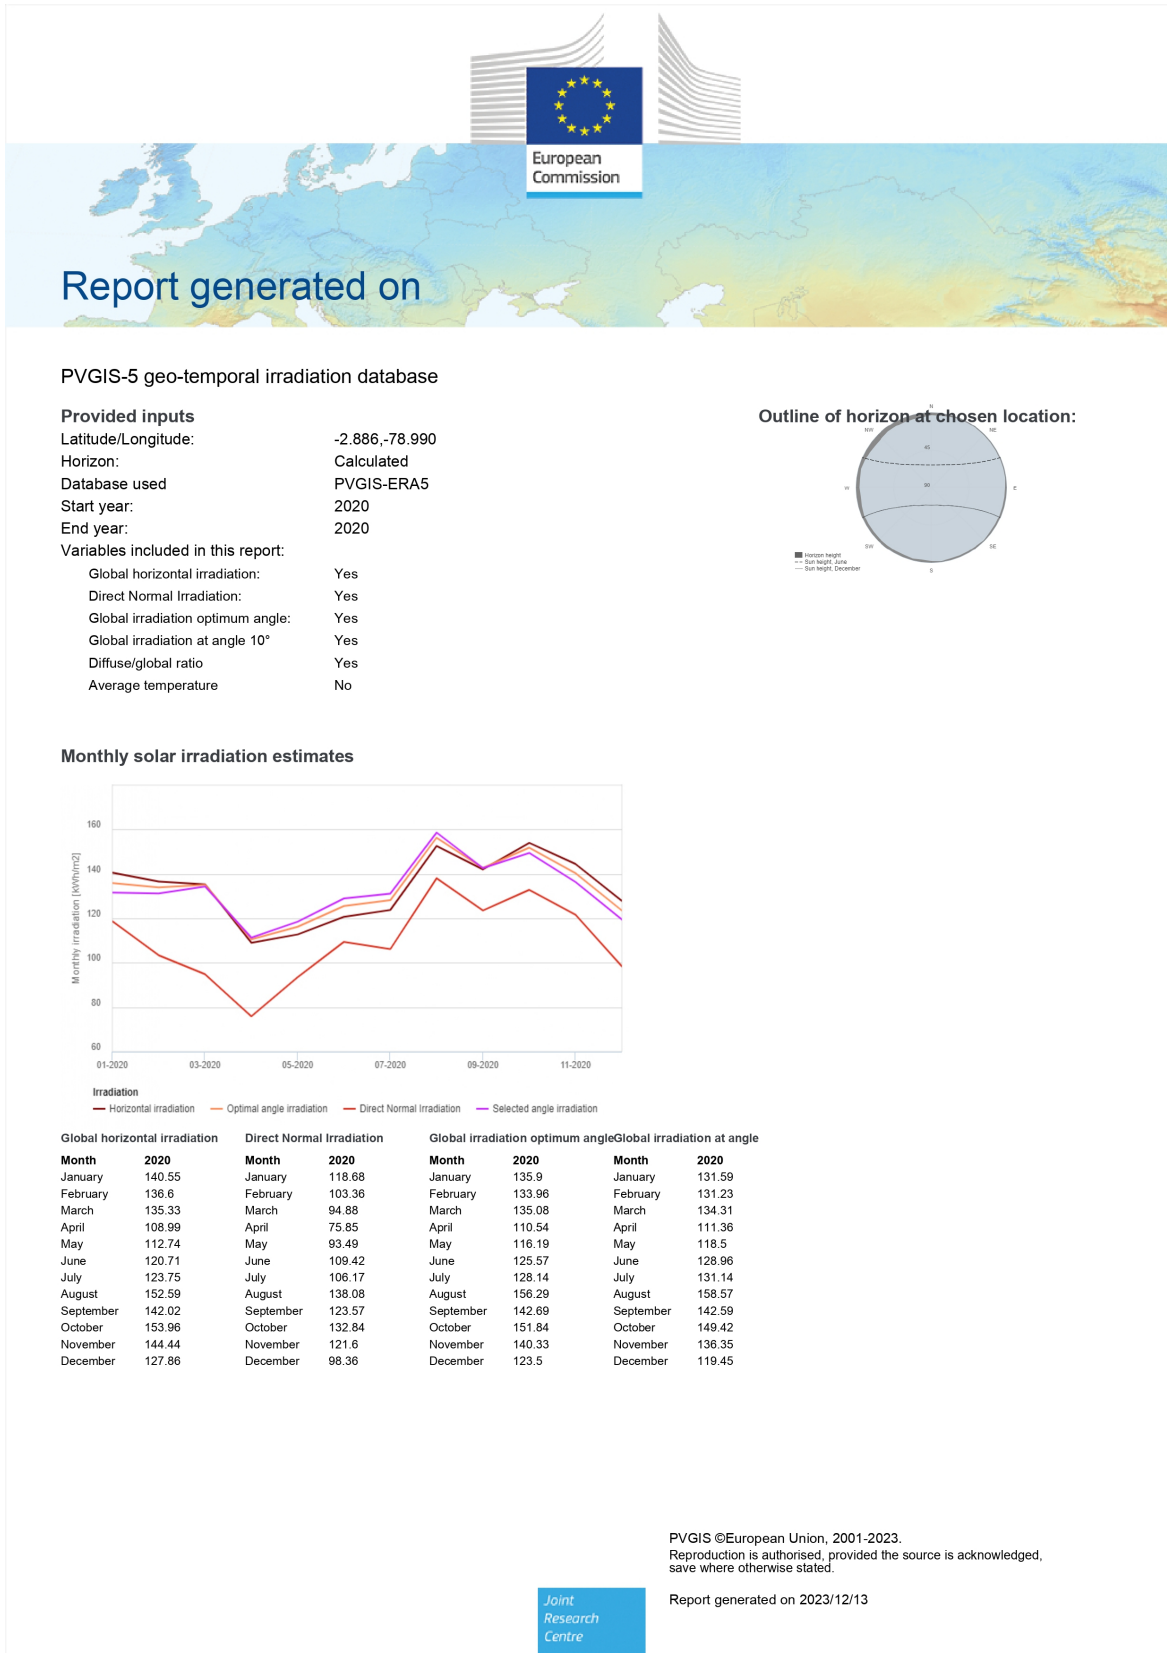 European
Commission
Report generated on
PVGIS-5 geo-temporal irradiation database
Provided inputs
Latitude/Longitude: -2.886,-78.990
Horizon: Calculated
Database used PVGIS-ERA5
Start year: 2020
End year: 2020
Variables included in this report:
Global horizontal irradiation: Yes
Direct Normal Irradiation: Yes
Global irradiation optimum angle: Yes
Global irradiation at angle 10° Yes
Diffuse/global ratio Yes
Average temperature No
Outline of horizon at chosen location:
N
NW NE
45
W 90 E
SW SE
S
Horizon height
Sun height, June
Sun height, December
Monthly solar irradiation estimates
Monthly irradiation [kWh/m2]
160
140
120
100
80
60
01-2020 03-2020 05-2020 07-2020 09-2020 11-2020
Irradiation
Horizontal irradiation Optimal angle irradiation Direct Normal Irradiation Selected angle irradiation
Global horizontal irradiation Direct Normal Irradiation Global irradiation optimum angle Global irradiation at angle
Month 2020 Month 2020 Month 2020 Month 2020
January 140.55 January 118.68 January 135.9 January 131.59
February 136.6 February 103.36 February 133.96 February 131.23
March 135.33 March 94.88 March 135.08 March 134.31
April 108.99 April 75.85 April 110.54 April 111.36
May 112.74 May 93.49 May 116.19 May 118.5
June 120.71 June 109.42 June 125.57 June 128.96
July 123.75 July 106.17 July 128.14 July 131.14
August 152.59 August 138.08 August 156.29 August 158.57
September 142.02 September 123.57 September 142.69 September 142.59
October 153.96 October 132.84 October 151.84 October 149.42
November 144.44 November 121.6 November 140.33 November 136.35
December 127.86 December 98.36 December 123.5 December 119.45
PVGIS ©European Union, 2001-2023.
Reproduction is authorised, provided the source is acknowledged,
save where otherwise stated.
Report generated on 2023/12/13
Joint
Research
Centre